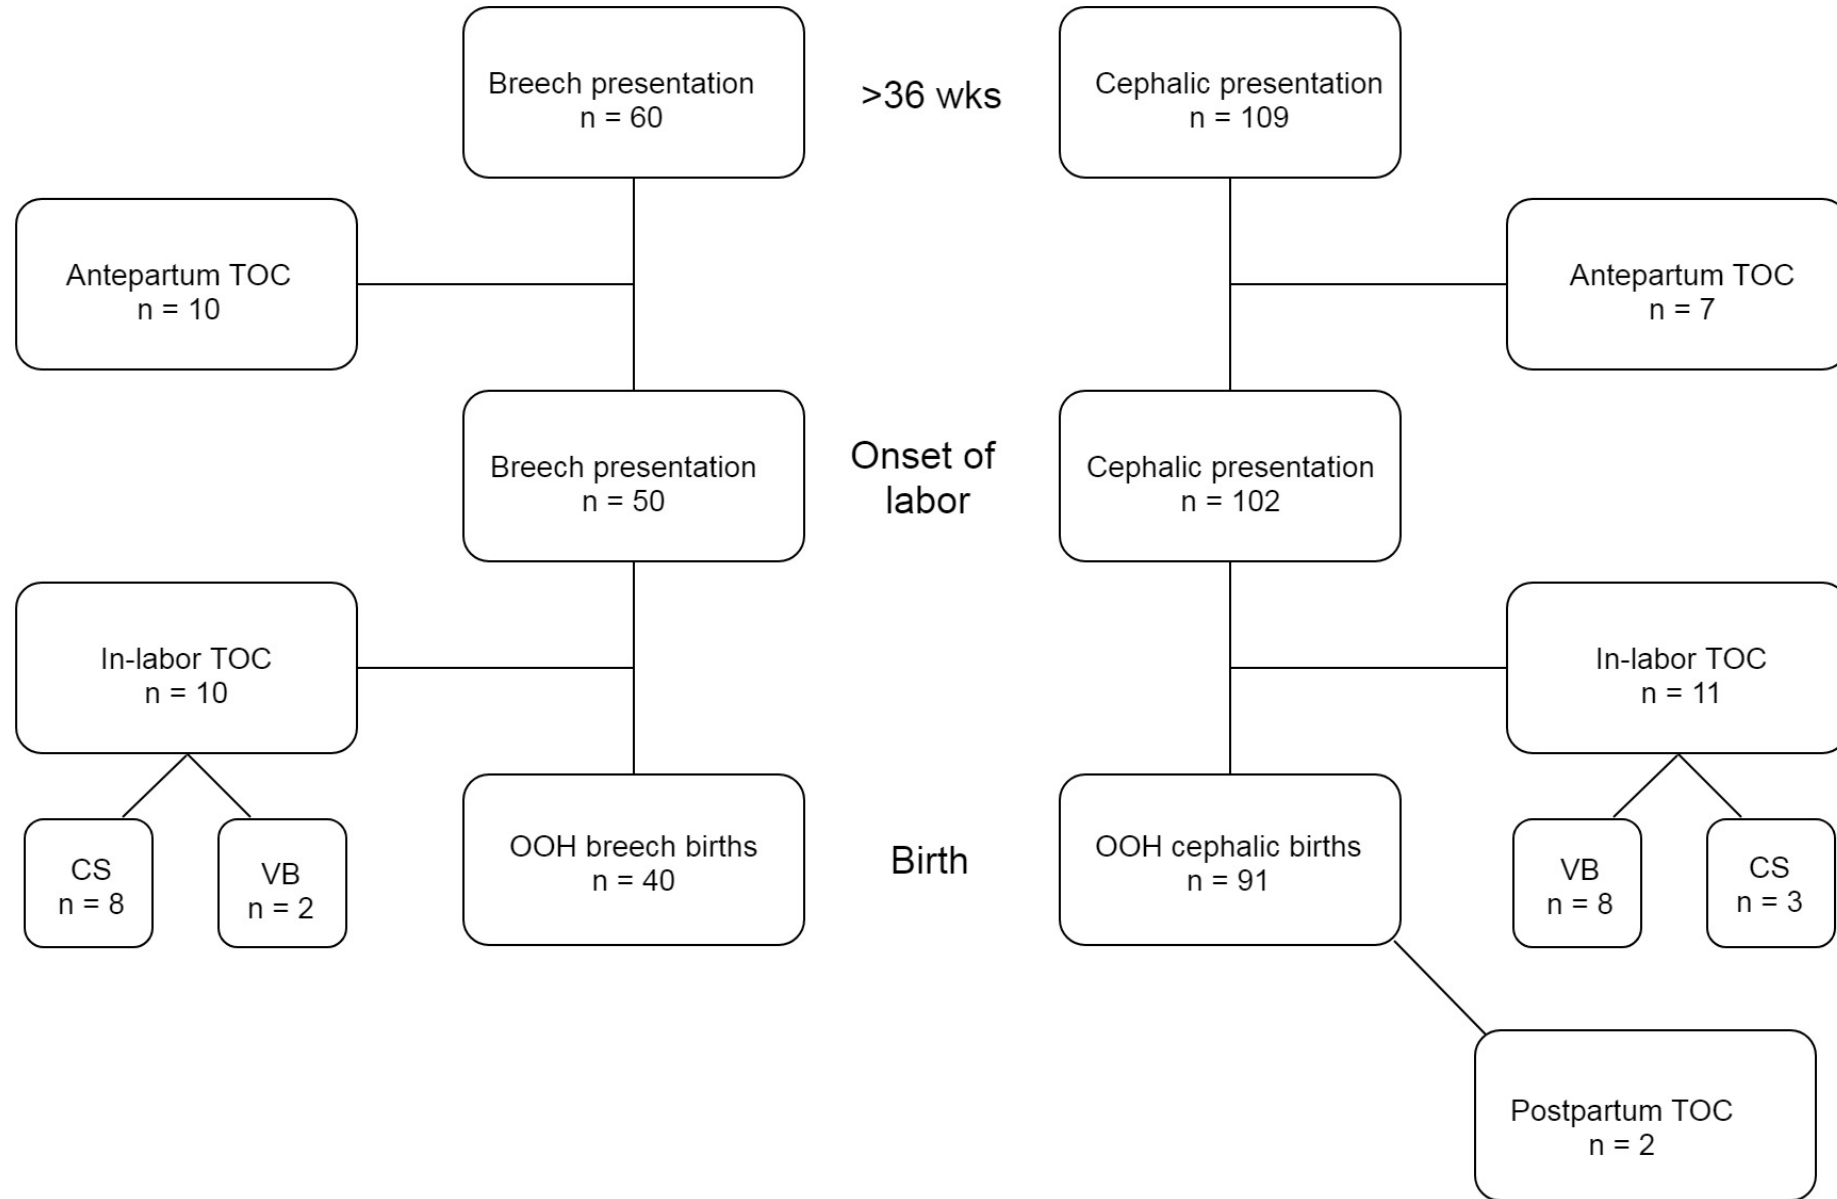 Breech presentation
n = 60
>36 wks
Cephalic presentation
n = 109
Antepartum TOC
n = 10
Antepartum TOC
n = 7
Breech presentation
n = 50
Onset of
labor
Cephalic presentation
n = 102
In-labor TOC
n = 10
In-labor TOC
n = 11
CS
n = 8
VB
n = 2
OOH breech births
n = 40
Birth
OOH cephalic births
n = 91
VB
n = 8
CS
n = 3
Postpartum TOC
n = 2